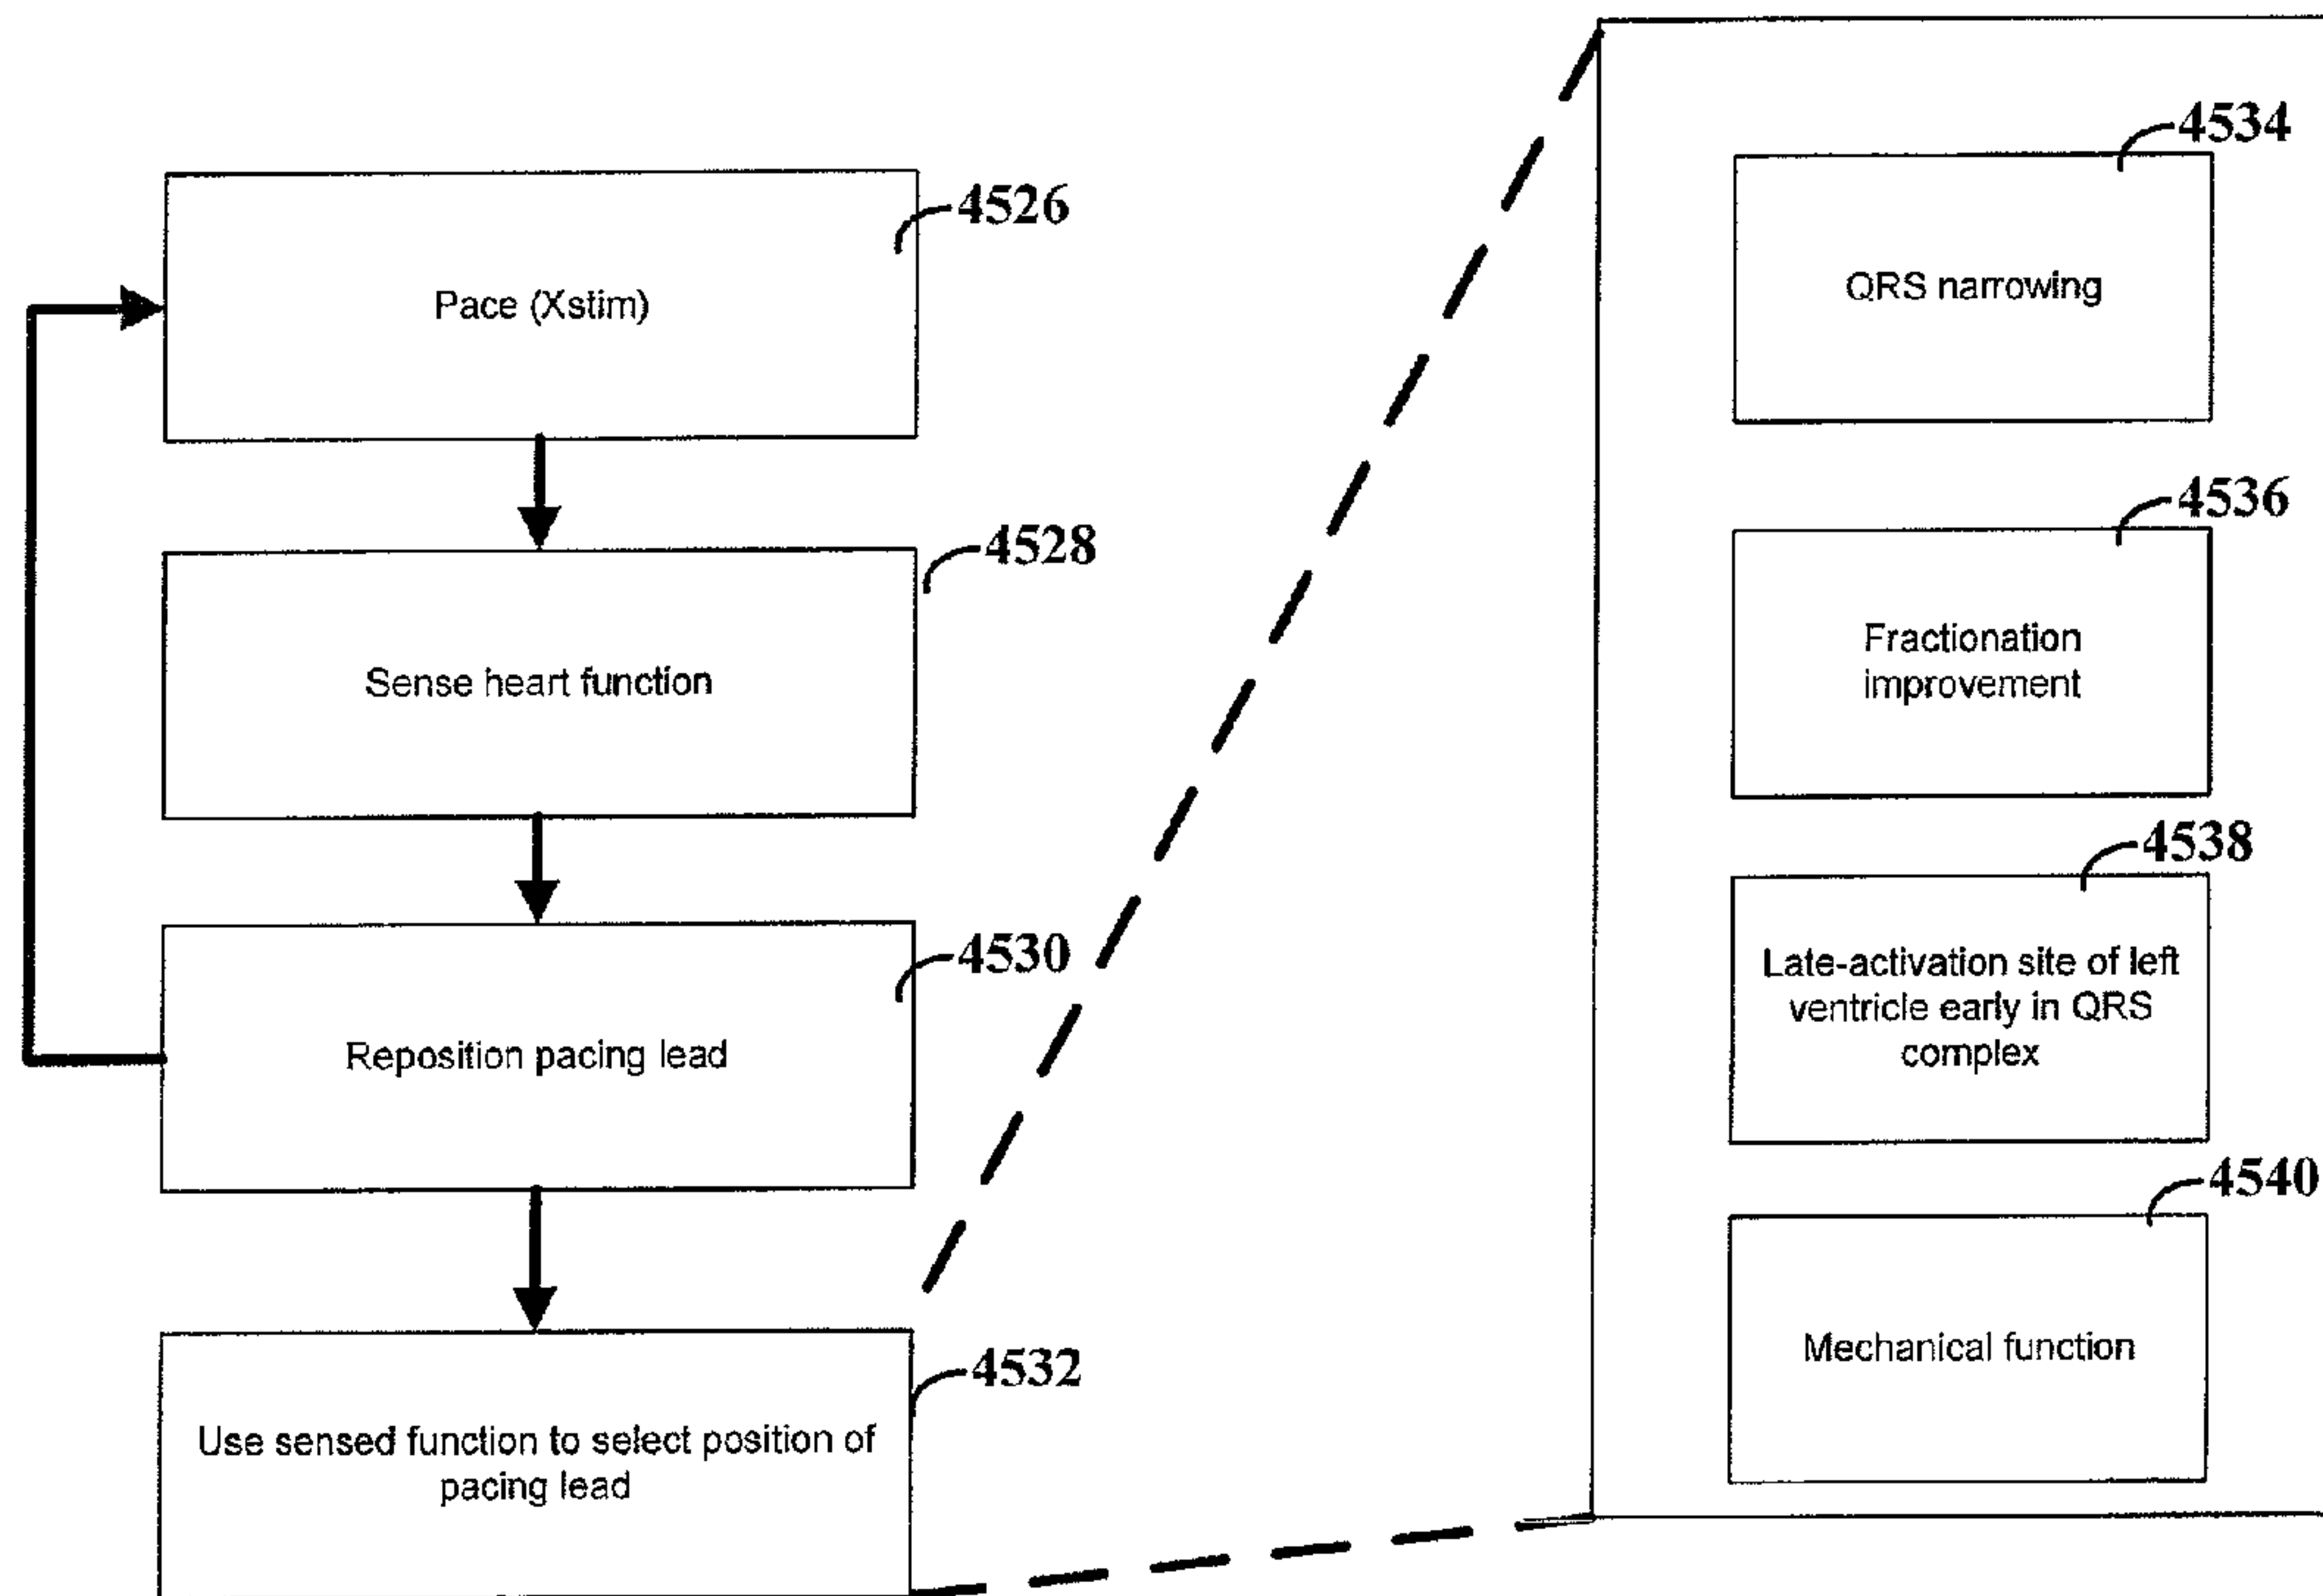 4526
Pace (Xstim)
4528
Sense heart function
4530
Reposition pacing lead
4532
Use sensed function to select position of
pacing lead
4534
QRS narrowing
4536
Fractionation
improvement
4538
Late-activation site of left
ventricle early in QRS
complex
4540
Mechanical function